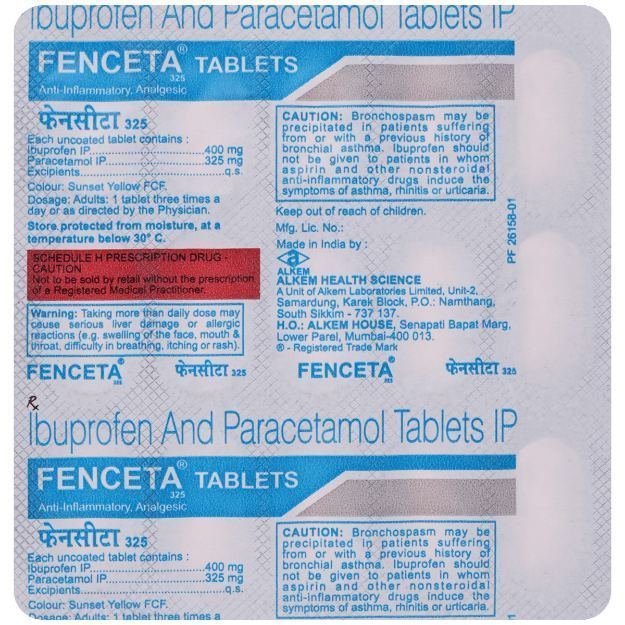 Ibuprofen And Paracetamol Tablets IP
FENCETA® 325 TABLETS
Anti-Inflammatory, Analgesic
फेनसीटा 325
Each uncoated tablet contains :
Ibuprofen IP....................................400 mg
Paracetamol IP..............................325 mg
Excipients...........................................q.s.
Colour: Sunset Yellow FCF.
Dosage: Adults: 1 tablet three times a
day or as directed by the Physician.
Store protected from moisture, at a
temperature below 30° C.
SCHEDULE H PRESCRIPTION DRUG -
CAUTION
Not to be sold by retail without the prescription
of a Registered Medical Practitioner.
Warning: Taking more than daily dose may
cause serious liver damage or allergic
reactions (e.g. swelling of the face, mouth &
throat, difficulty in breathing, itching or rash).
CAUTION: Bronchospasm may be
precipitated in patients suffering
from or with a previous history of
bronchial asthma. Ibuprofen should
not be given to patients in whom
aspirin and other nonsteroidal
anti-inflammatory drugs induce the
symptoms of asthma, rhinitis or urticaria.
Keep out of reach of children.
Mfg. Lic. No.:
Made in India by :
ALKEM
ALKEM HEALTH SCIENCE
A Unit of Alkem Laboratories Limited, Unit-2,
Samardung, Karek Block, P.O.: Namthang,
South Sikkim - 737 137.
H.O.: ALKEM HOUSE, Senapati Bapat Marg,
Lower Parel, Mumbai-400 013.
® - Registered Trade Mark
PF 26158-01
FENCETA® 325 फेनसीटा 325 FENCETA® 325 फेनसीटा 325
Rx
Ibuprofen And Paracetamol Tablets IP
FENCETA® 325 TABLETS
Anti-Inflammatory, Analgesic
फेनसीटा 325
Each uncoated tablet contains :
Ibuprofen IP....................................400 mg
Paracetamol IP..............................325 mg
Excipients...........................................q.s.
Colour: Sunset Yellow FCF.
Dosage: Adults: 1 tablet three times a
CAUTION: Bronchospasm may be
precipitated in patients suffering
from or with a previous history of
bronchial asthma. Ibuprofen should
not be given to patients in whom
aspirin and other nonsteroidal
anti-inflammatory drugs induce the
symptoms of asthma, rhinitis or urticaria.
1